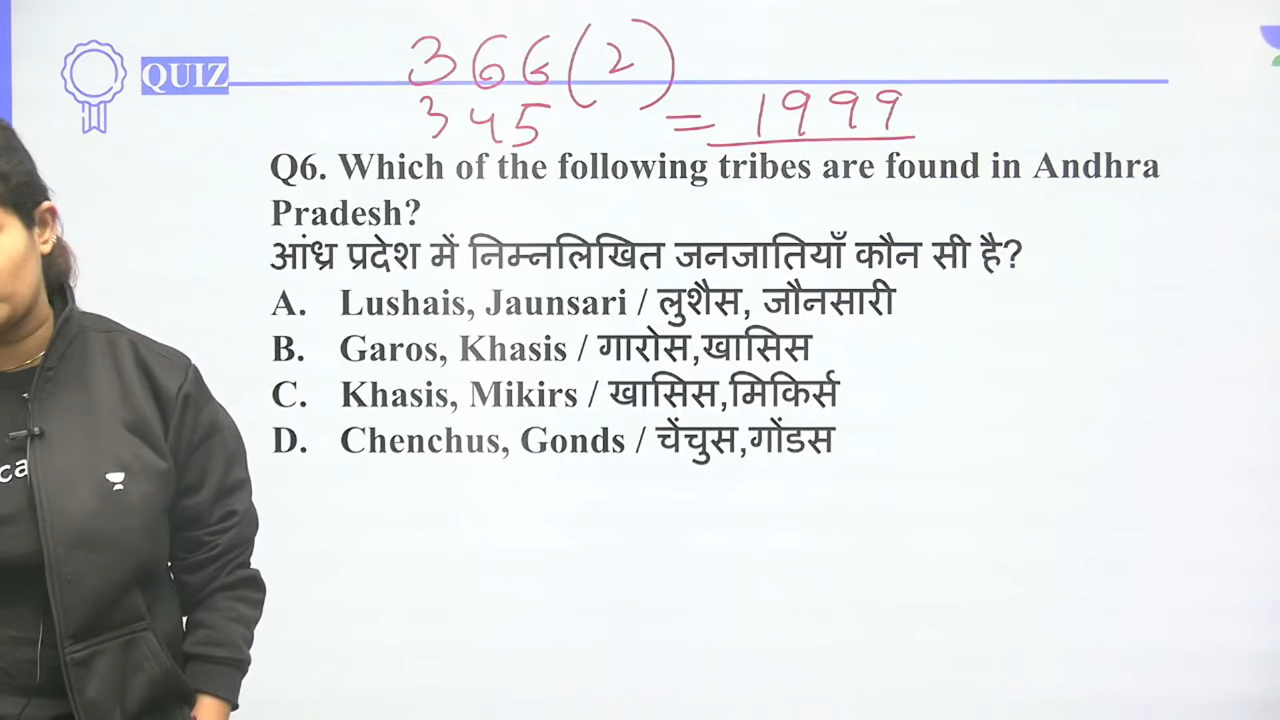 366(2)
QUIZ
345 = 1999
Q6. Which of the following tribes are found in Andhra
Pradesh?
आंध्र प्रदेश में निम्नलिखित जनजातियाँ कौन सी है?
A. Lushais, Jaunsari / लुशैस, जौनसारी
B. Garos, Khasis / गारोस,खासिस
C. Khasis, Mikirs / खासिस,मिकिर्स
D. Chenchus, Gonds / चेंचुस,गोंडस
ca